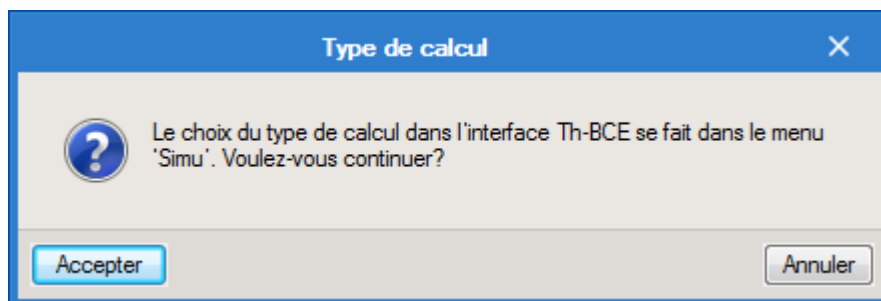 Type de calcul
Le choix du type de calcul dans l'interface Th-BCE se fait dans le menu
'Simu'. Voulez-vous continuer?
Accepter
Annuler